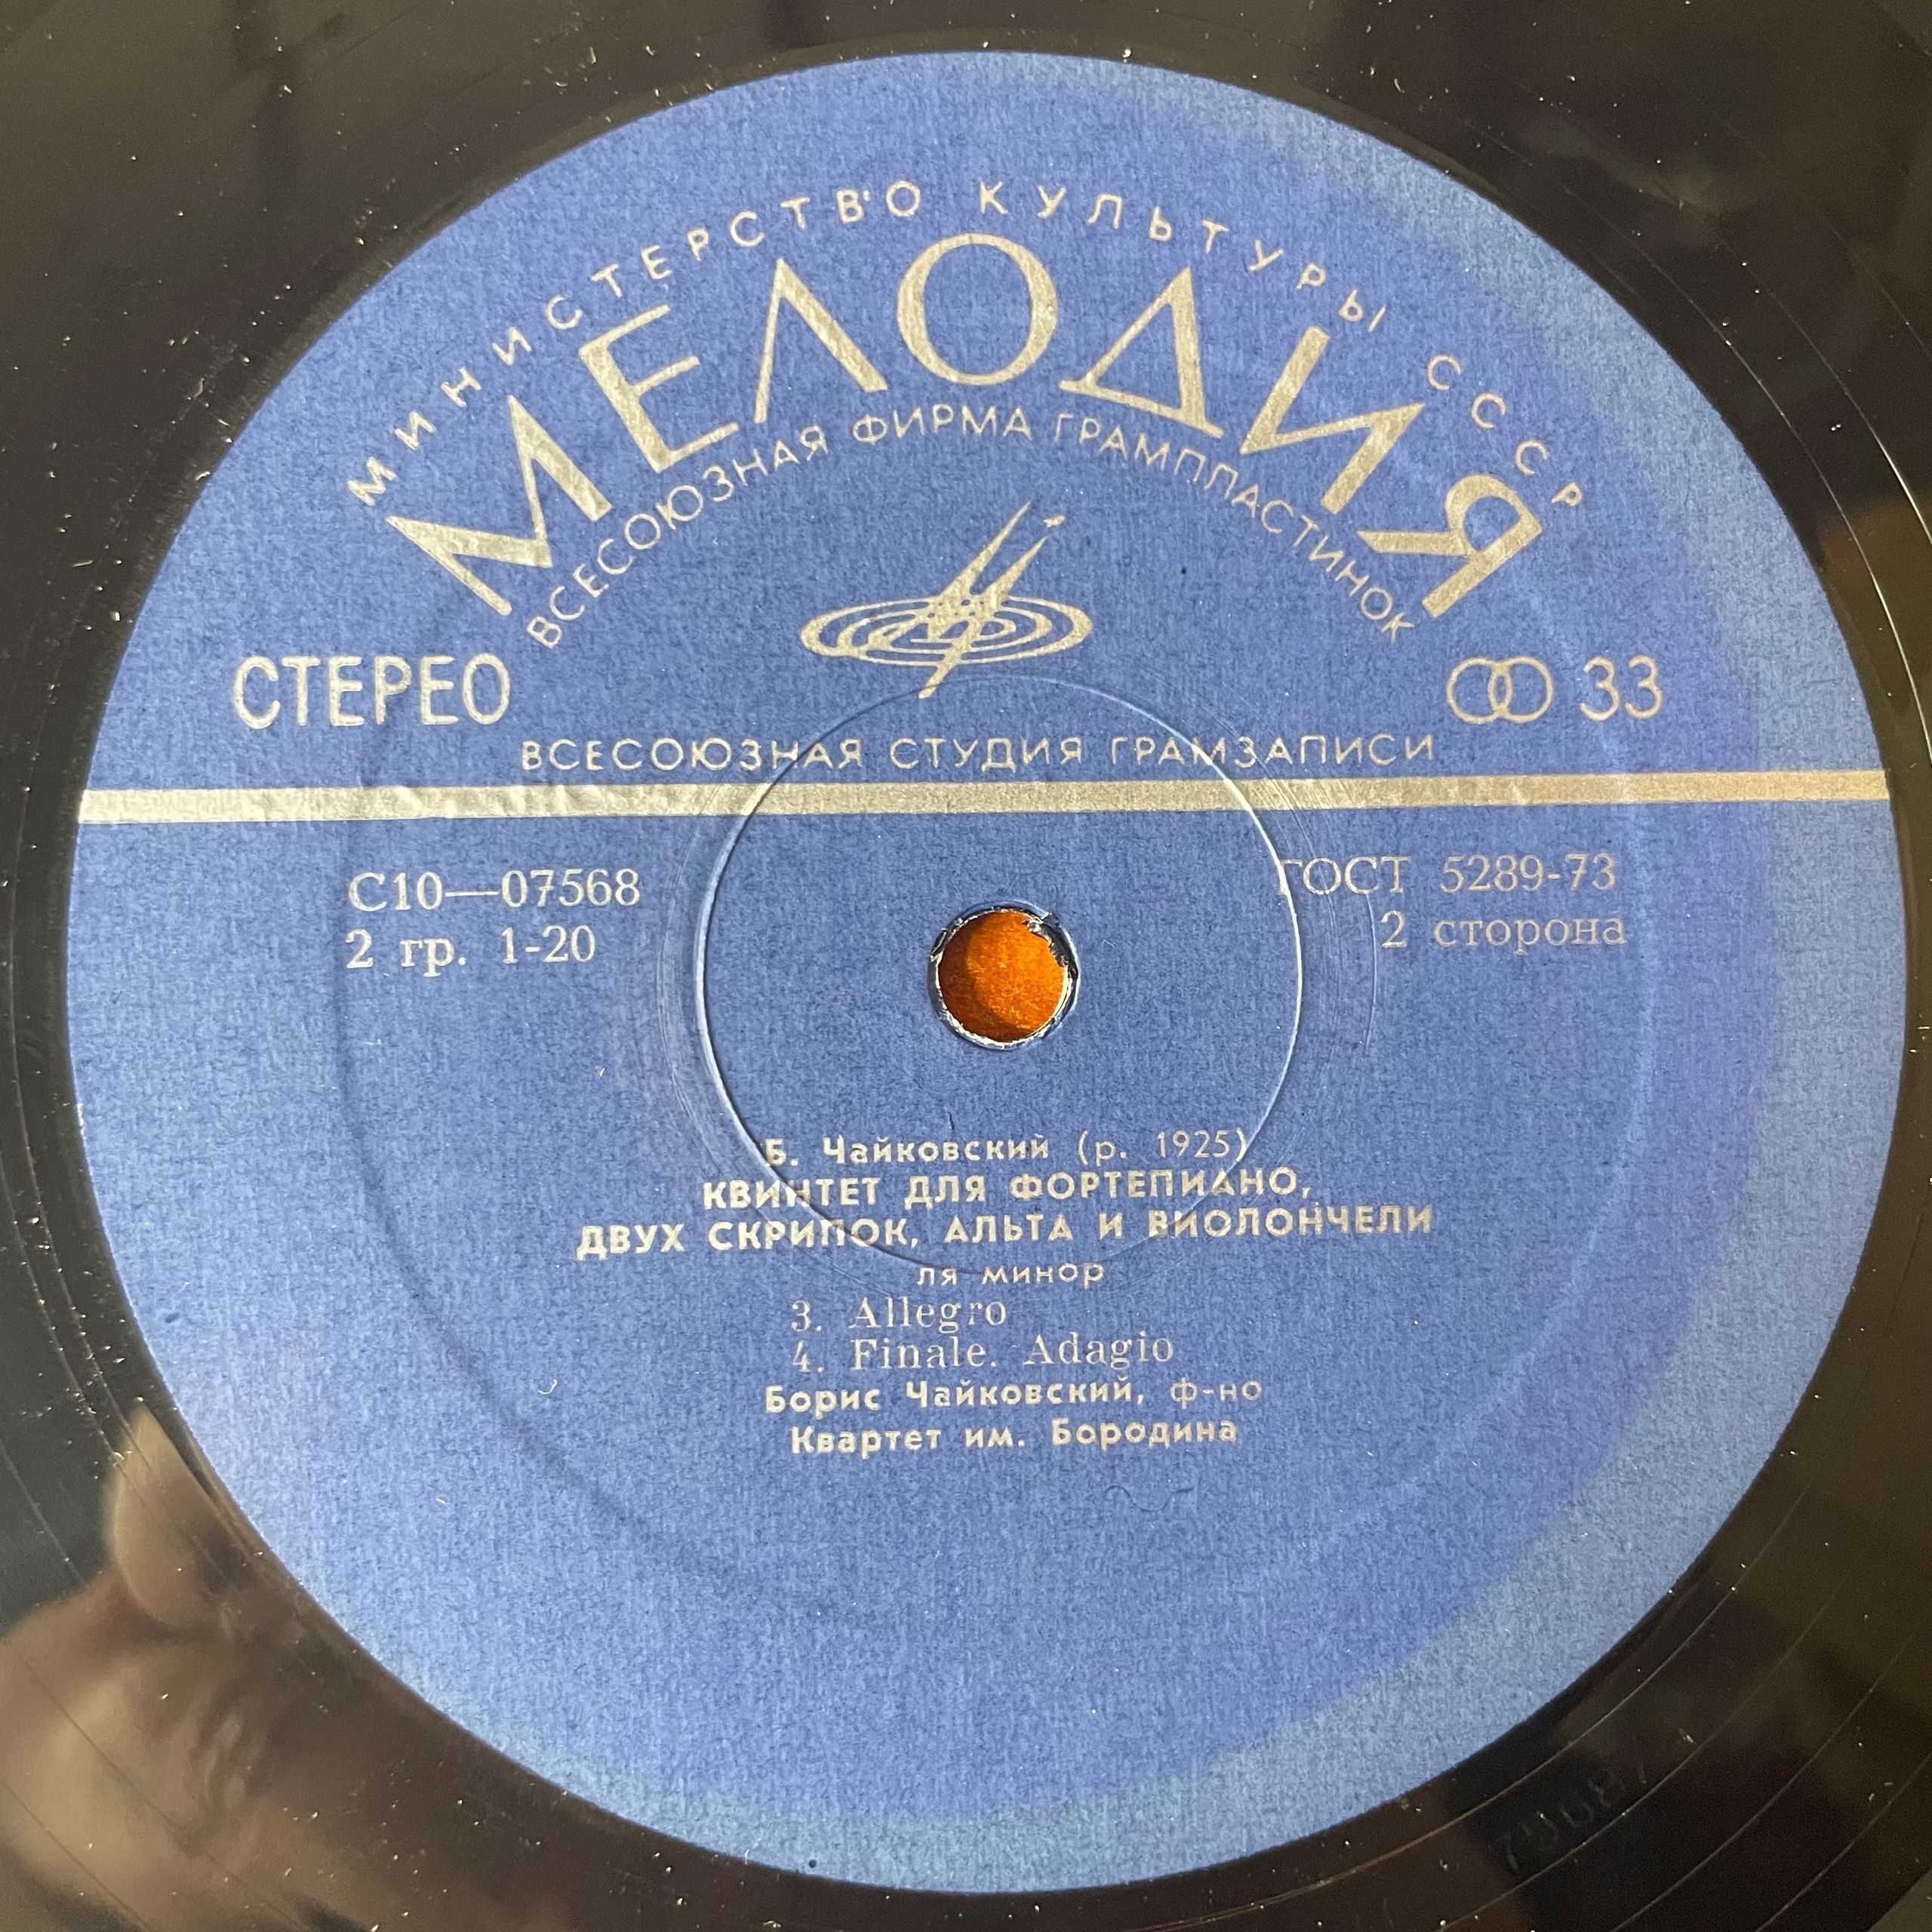 МИНИСТЕРСТВО КУЛЬТУРЫ СССР
МЕЛОДИЯ
ВСЕСОЮЗНАЯ ФИРМА ГРАМПЛАСТИНОК
СТЕРЕО
33
ВСЕСОЮЗНАЯ СТУДИЯ ГРАМЗАПИСИ
С10—07568
ГОСТ 5289-73
2 гр. 1-20
2 сторона
Б. Чайковский (р. 1925)
КВИНТЕТ ДЛЯ ФОРТЕПИАНО,
ДВУХ СКРИПОК, АЛЬТА И ВИОЛОНЧЕЛИ
ля минор
3. Allegro
4. Finale. Adagio
Борис Чайковский, ф-но
Квартет им. Бородина